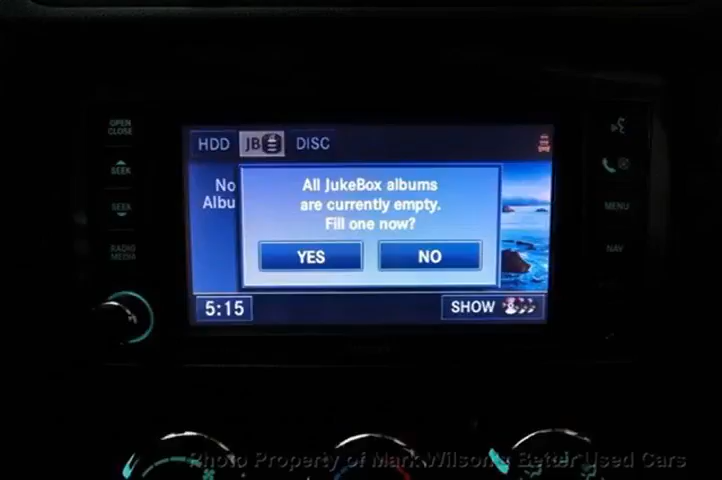 OPEN
CLOSE
SEEK
SEEK
RADIO
MEDIA
HDD JB DISC
No
Albu
All JukeBox albums
are currently empty.
Fill one now?
YES NO
5:15 SHOW
MENU
NAV
Photo Property of Mark Wilson's Better Used Cars